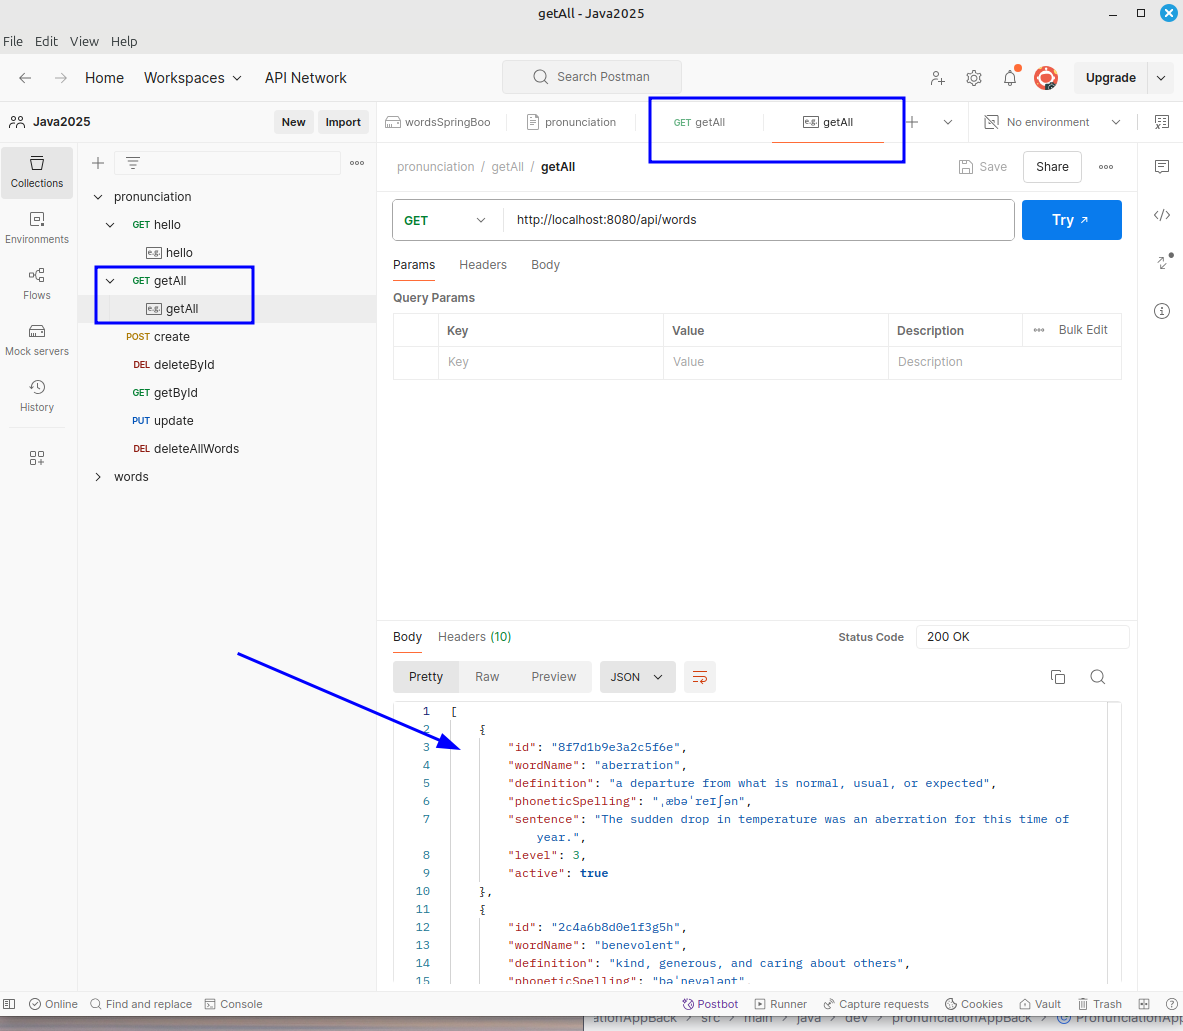 getAll - Java2025
File Edit View Help
Home Workspaces API Network Search Postman Upgrade
Java2025 New Import wordsSpringBoo pronunciation GET getAll e.g. getAll No environment
Collections
Environments
Flows
Mock servers
History
pronunciation
GET hello
e.g. hello
GET getAll
e.g. getAll
POST create
DEL deleteById
GET getById
PUT update
DEL deleteAllWords
words
pronunciation / getAll / getAll Save Share
GET http://localhost:8080/api/words Try
Params Headers Body
Query Params
Key Value Description Bulk Edit
Key Value Description
Body Headers (10) Status Code 200 OK
Pretty Raw Preview JSON
1 [
2 {
3 "id": "8f7d1b9e3a2c5f6e",
4 "wordName": "aberration",
5 "definition": "a departure from what is normal, usual, or expected",
6 "phoneticSpelling": "ˌæbəˈreɪʃən",
7 "sentence": "The sudden drop in temperature was an aberration for this time of
year.",
8 "level": 3,
9 "active": true
10 },
11 {
12 "id": "2c4a6b8d0e1f3g5h",
13 "wordName": "benevolent",
14 "definition": "kind, generous, and caring about others",
15 "phoneticSpelling": "bəˈnevələnt",
Online Find and replace Console Postbot Runner Capture requests Cookies Vault Trash
ationAppBack src main java dev pronunciationAppBack PronunciationApp